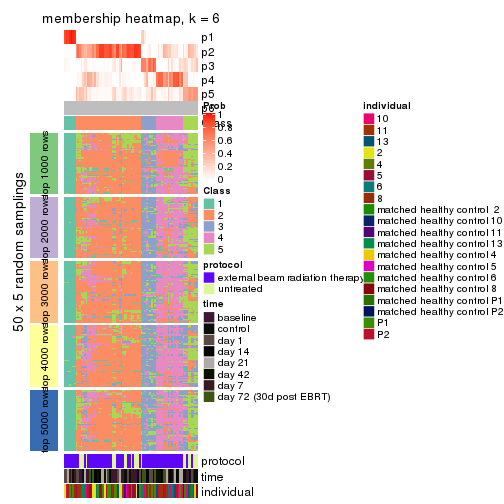 membership heatmap, k = 6
p1
p2
p3
p4
p5
p6
Prob
1
0.8
0.6
0.4
0.2
0
Class
Class
1
2
3
4
5
protocol
external beam radiation therapy
untreated
time
baseline
control
day 1
day 14
day 21
day 42
day 7
day 72 (30d post EBRT)
individual
10
11
13
2
4
5
6
8
matched healthy control 2
matched healthy control 10
matched healthy control 11
matched healthy control 13
matched healthy control 4
matched healthy control 5
matched healthy control 6
matched healthy control 8
matched healthy control P1
matched healthy control P2
P1
P2
50 x 5 random samplings
top 1000 rows
top 2000 rows
top 3000 rows
top 4000 rows
top 5000 rows
protocol
time
individual